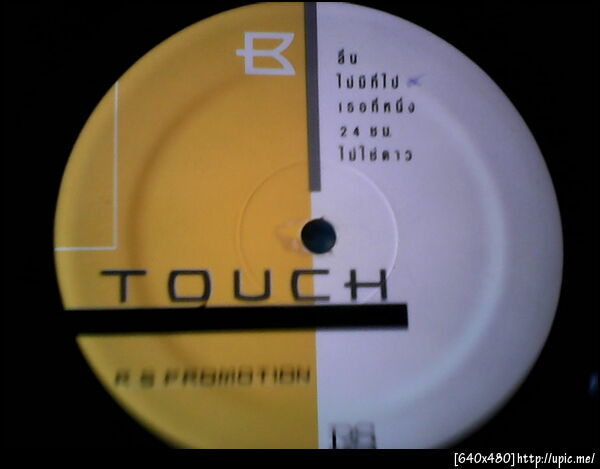 B
ลืม
ไม่มีที่ไป
เธอที่หนึ่ง
24 ชม.
ไม่ใช่ดาว
TOUCH
R S PROMOTION
RS
[640x480]http://upic.me/